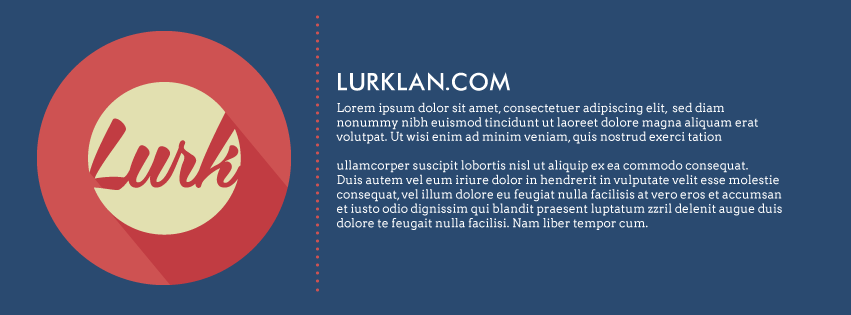 Lurk
LURKLAN.COM
Lorem ipsum dolor sit amet, consectetuer adipiscing elit, sed diam
nonummy nibh euismod tincidunt ut laoreet dolore magna aliquam erat
volutpat. Ut wisi enim ad minim veniam, quis nostrud exerci tation
ullamcorper suscipit lobortis nisl ut aliquip ex ea commodo consequat.
Duis autem vel eum iriure dolor in hendrerit in vulputate velit esse molestie
consequat, vel illum dolore eu feugiat nulla facilisis at vero eros et accumsan
et iusto odio dignissim qui blandit praesent luptatum zzril delenit augue duis
dolore te feugait nulla facilisi. Nam liber tempor cum.